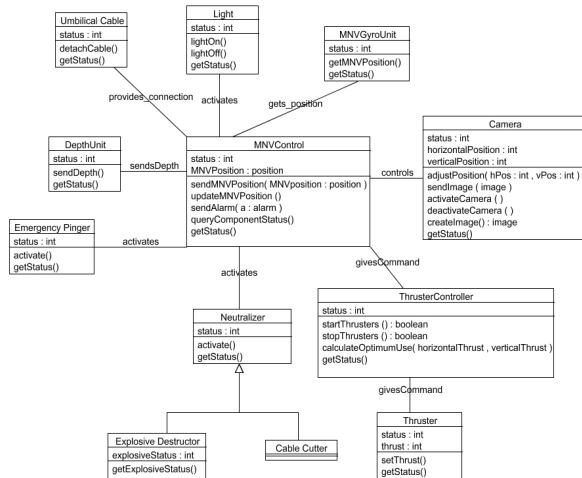 Umbilical Cable
status : int
detachCable()
getStatus()
Light
status : int
lightOn()
lightOff()
getStatus()
MNVGyroUnit
status : int
getMNVPosition()
getStatus()
provides_connection
activates
gets_position
DepthUnit
status : int
sendDepth()
getStatus()
sendsDepth
MNVControl
status : int
MNVPosition : position
sendMNVPosition( MNVposition : position )
updateMNVPosition ()
sendAlarm( a : alarm )
queryComponentStatus()
getStatus()
controls
Camera
status : int
horizontalPosition : int
verticalPosition : int
adjustPosition( hPos : int , vPos : int )
sendImage ( image )
activateCamera ( )
deactivateCamera ( )
createImage() : image
getStatus()
Emergency Pinger
status : int
activate()
getStatus()
activates
activates
givesCommand
Neutralizer
status : int
activate()
getStatus()
ThrusterController
status : int
startThrusters () : boolean
stopThrusters () : boolean
calculateOptimumUse( horizontalThrust , verticalThrust )
getStatus()
givesCommand
Explosive Destructor
explosiveStatus : int
getExplosiveStatus()
Cable Cutter
Thruster
status : int
thrust : int
setThrust()
getStatus()